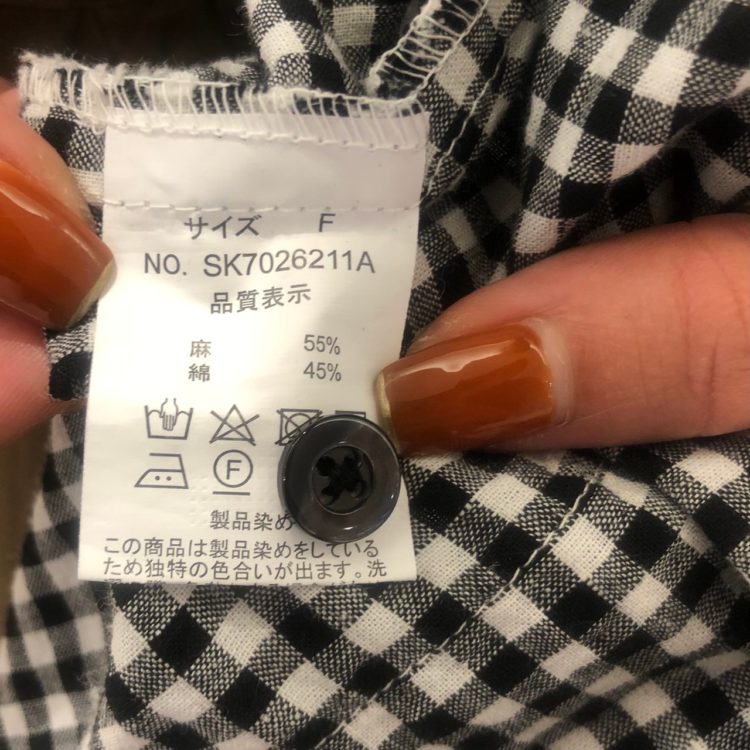 サイズ F
NO. SK7026211A
品質表示
麻 55%
綿 45%
F
製品染め
この商品は製品染めをしている
ため独特の色合いが出ます。洗